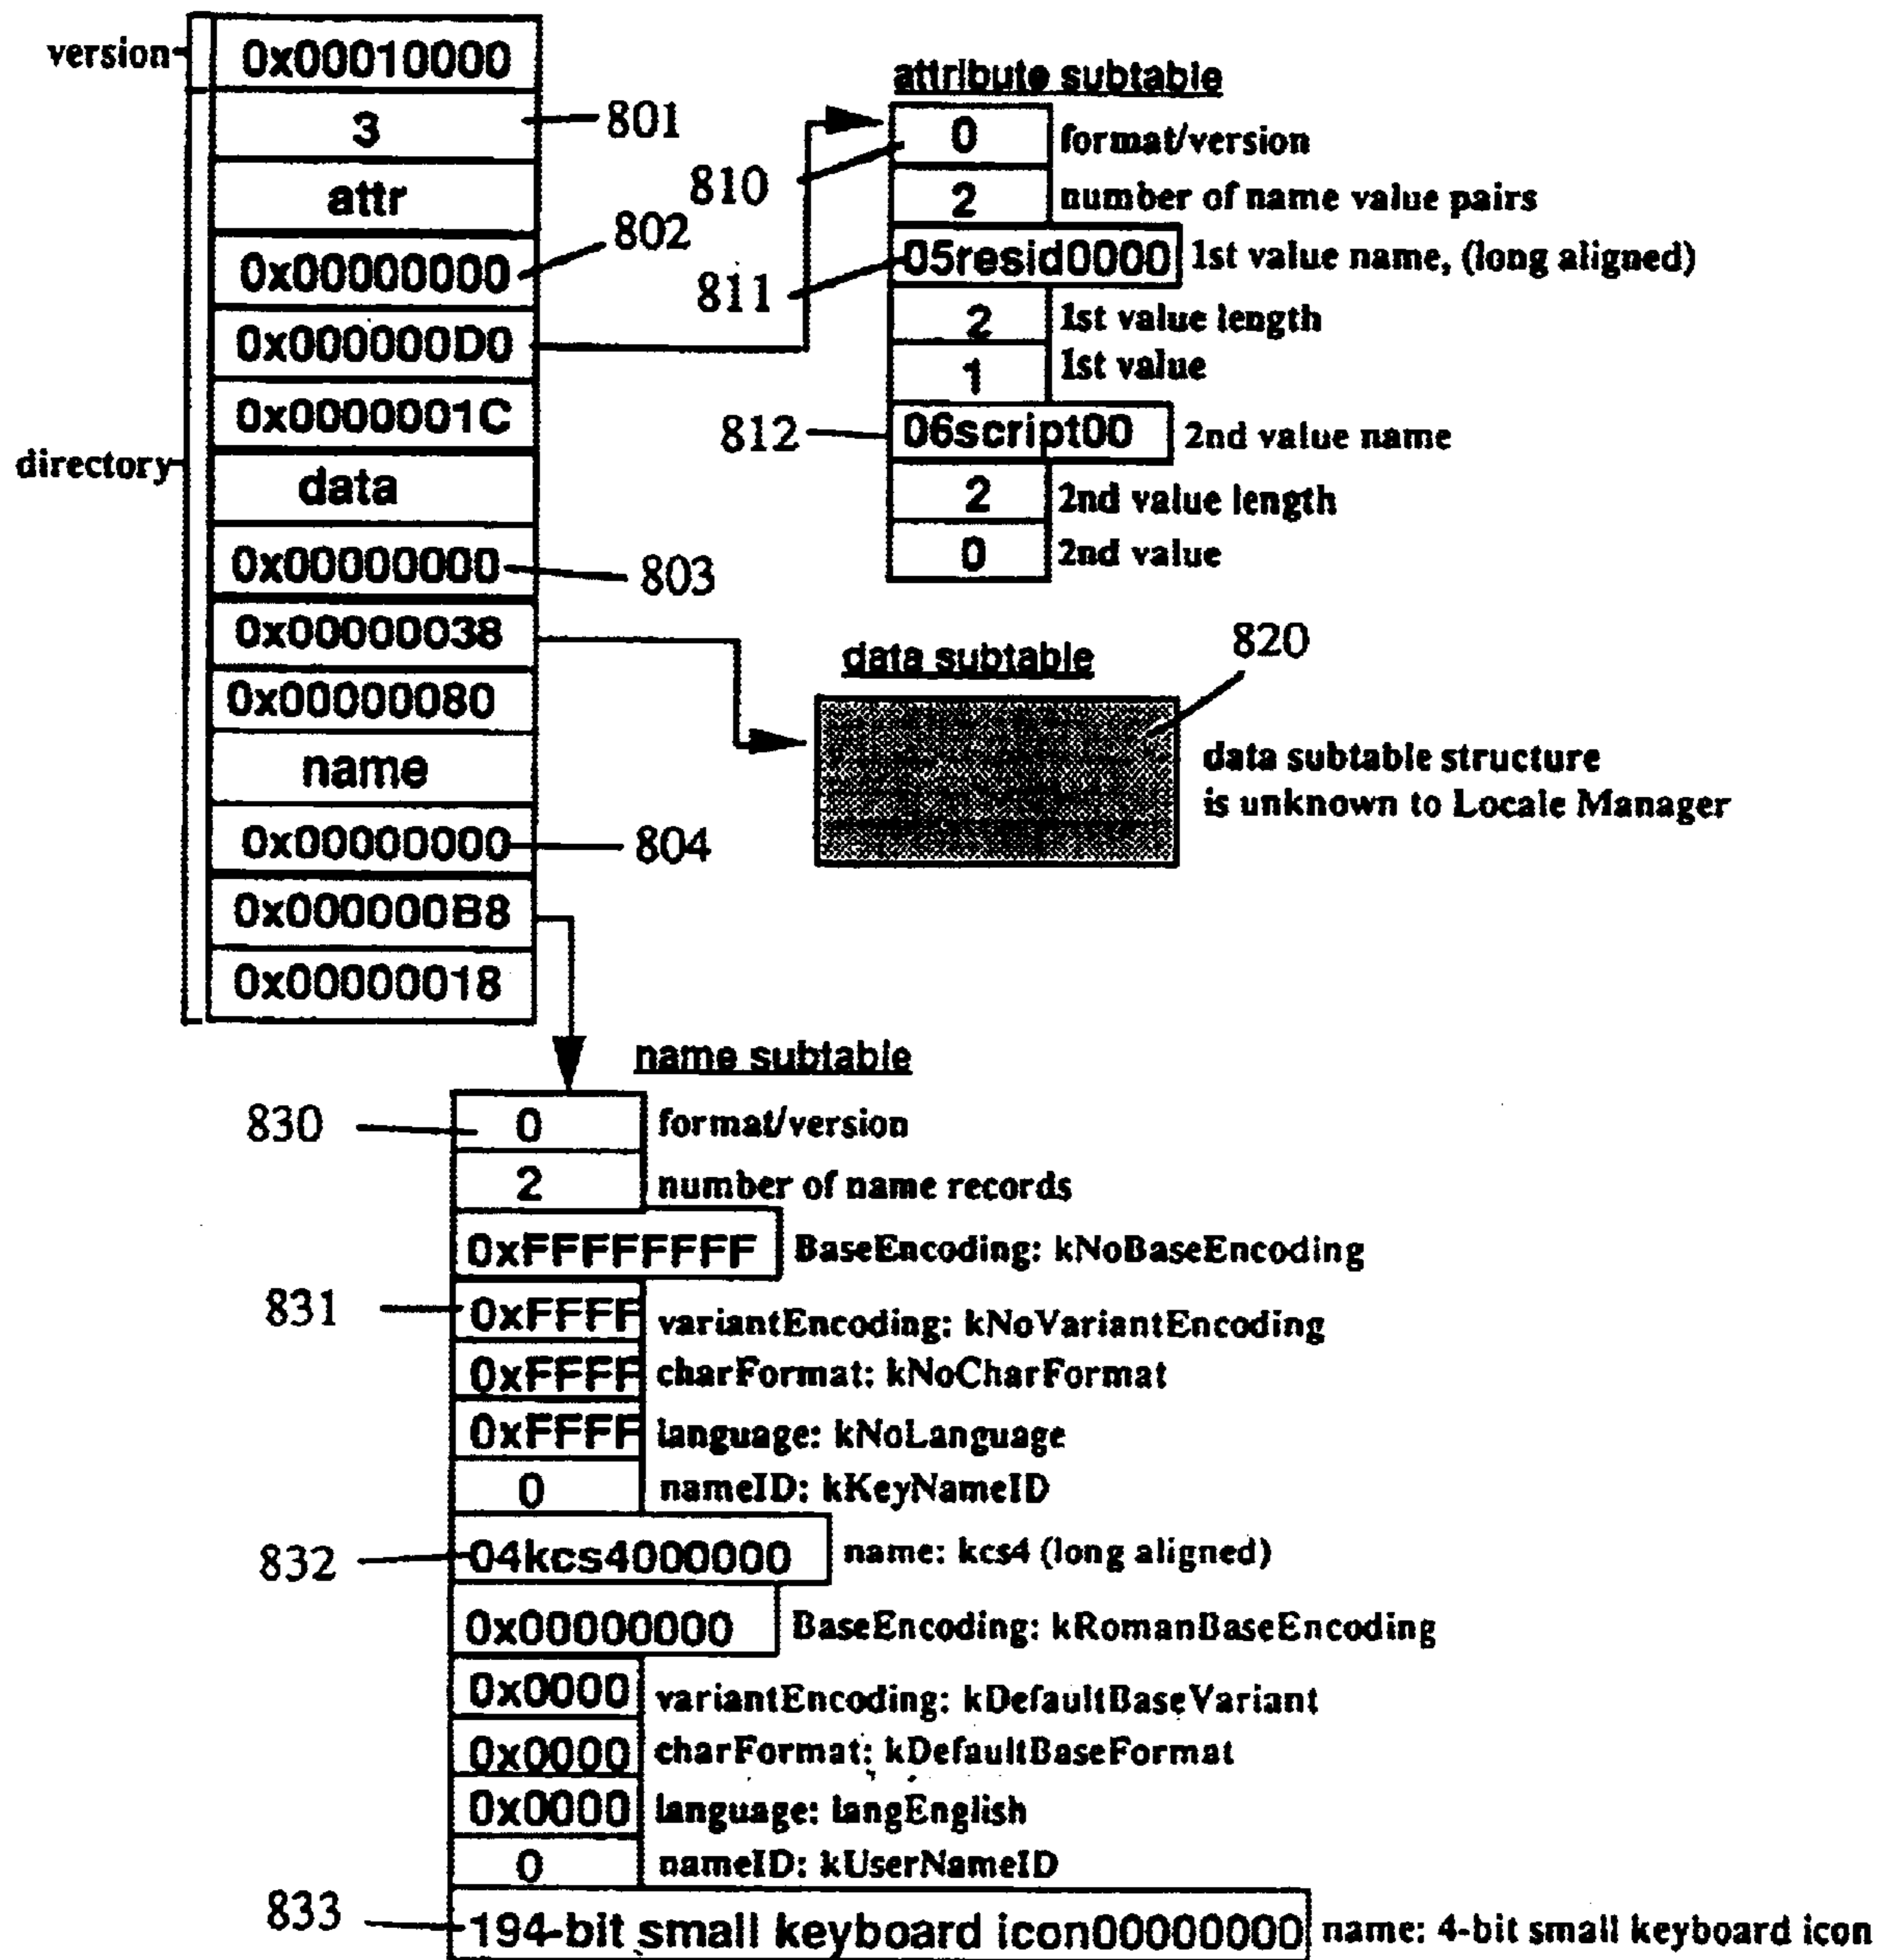 version
0x00010000
3
801
attr
802
0x00000000
0x000000D0
0x0000001C
directory
data
0x00000000
803
0x00000038
0x00000080
name
0x00000000
804
0x000000B8
0x00000018
attribute subtable
810
0
format/version
2
number of name value pairs
811
05resid0000
1st value name, (long aligned)
2
1st value length
1
1st value
812
06script00
2nd value name
2
2nd value length
0
2nd value
data subtable
820
data subtable structure
is unknown to Locale Manager
name subtable
830
0
format/version
2
number of name records
0xFFFFFFFF
BaseEncoding: kNoBaseEncoding
831
0xFFFF
variantEncoding: kNoVariantEncoding
0xFFFF
charFormat: kNoCharFormat
0xFFFF
language: kNoLanguage
0
nameID: kKeyNameID
832
04kcs4000000
name: kcs4 (long aligned)
0x00000000
BaseEncoding: kRomanBaseEncoding
0x0000
variantEncoding: kDefaultBaseVariant
0x0000
charFormat: kDefaultBaseFormat
0x0000
language: langEnglish
0
nameID: kUserNameID
833
194-bit small keyboard icon00000000
name: 4-bit small keyboard icon